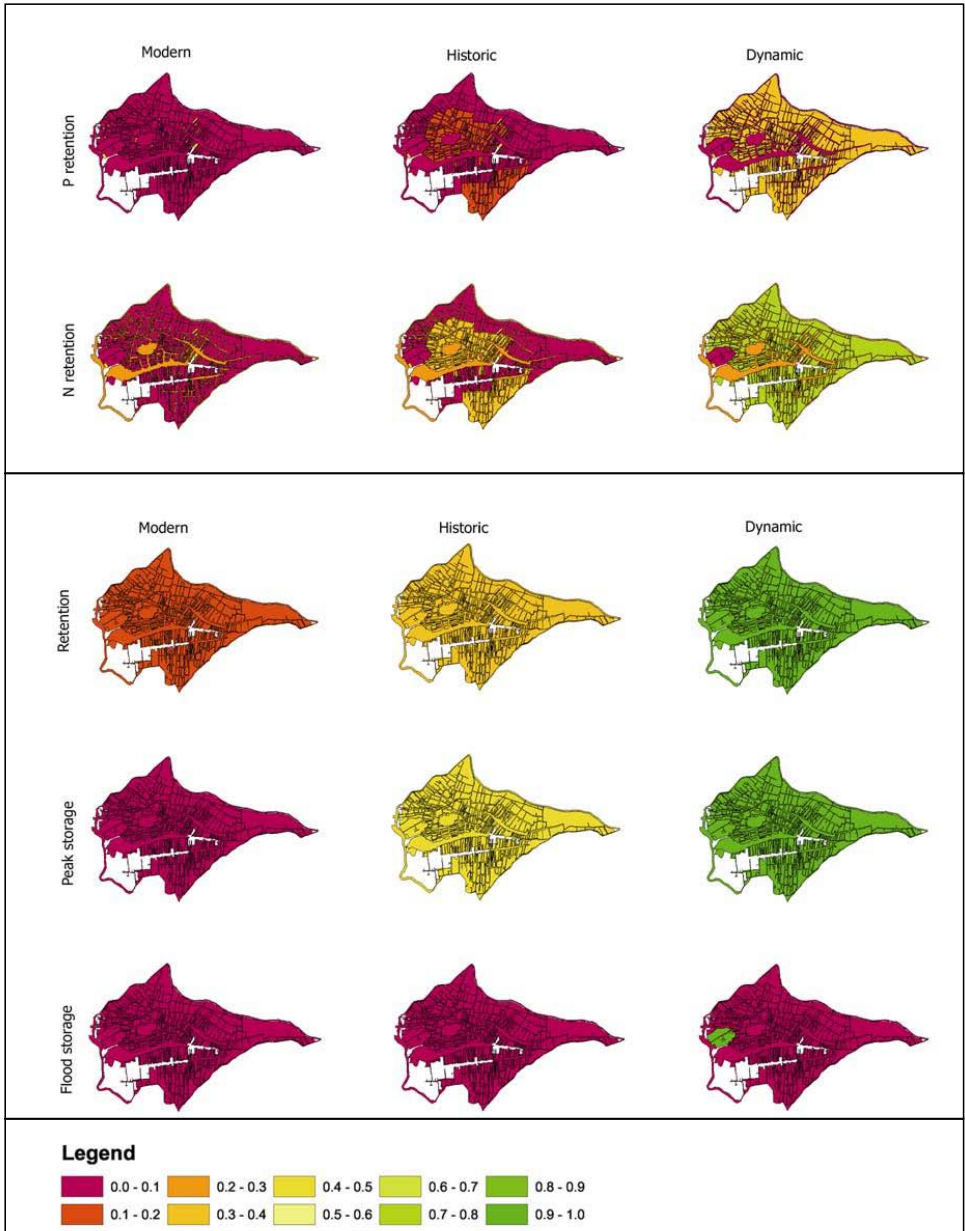 Modern Historic Dynamic
P retention
N retention
Modern Historic Dynamic
Retention
Peak storage
Flood storage
Legend
0.0 - 0.1 0.2 - 0.3 0.4 - 0.5 0.6 - 0.7 0.8 - 0.9
0.1 - 0.2 0.3 - 0.4 0.5 - 0.6 0.7 - 0.8 0.9 - 1.0